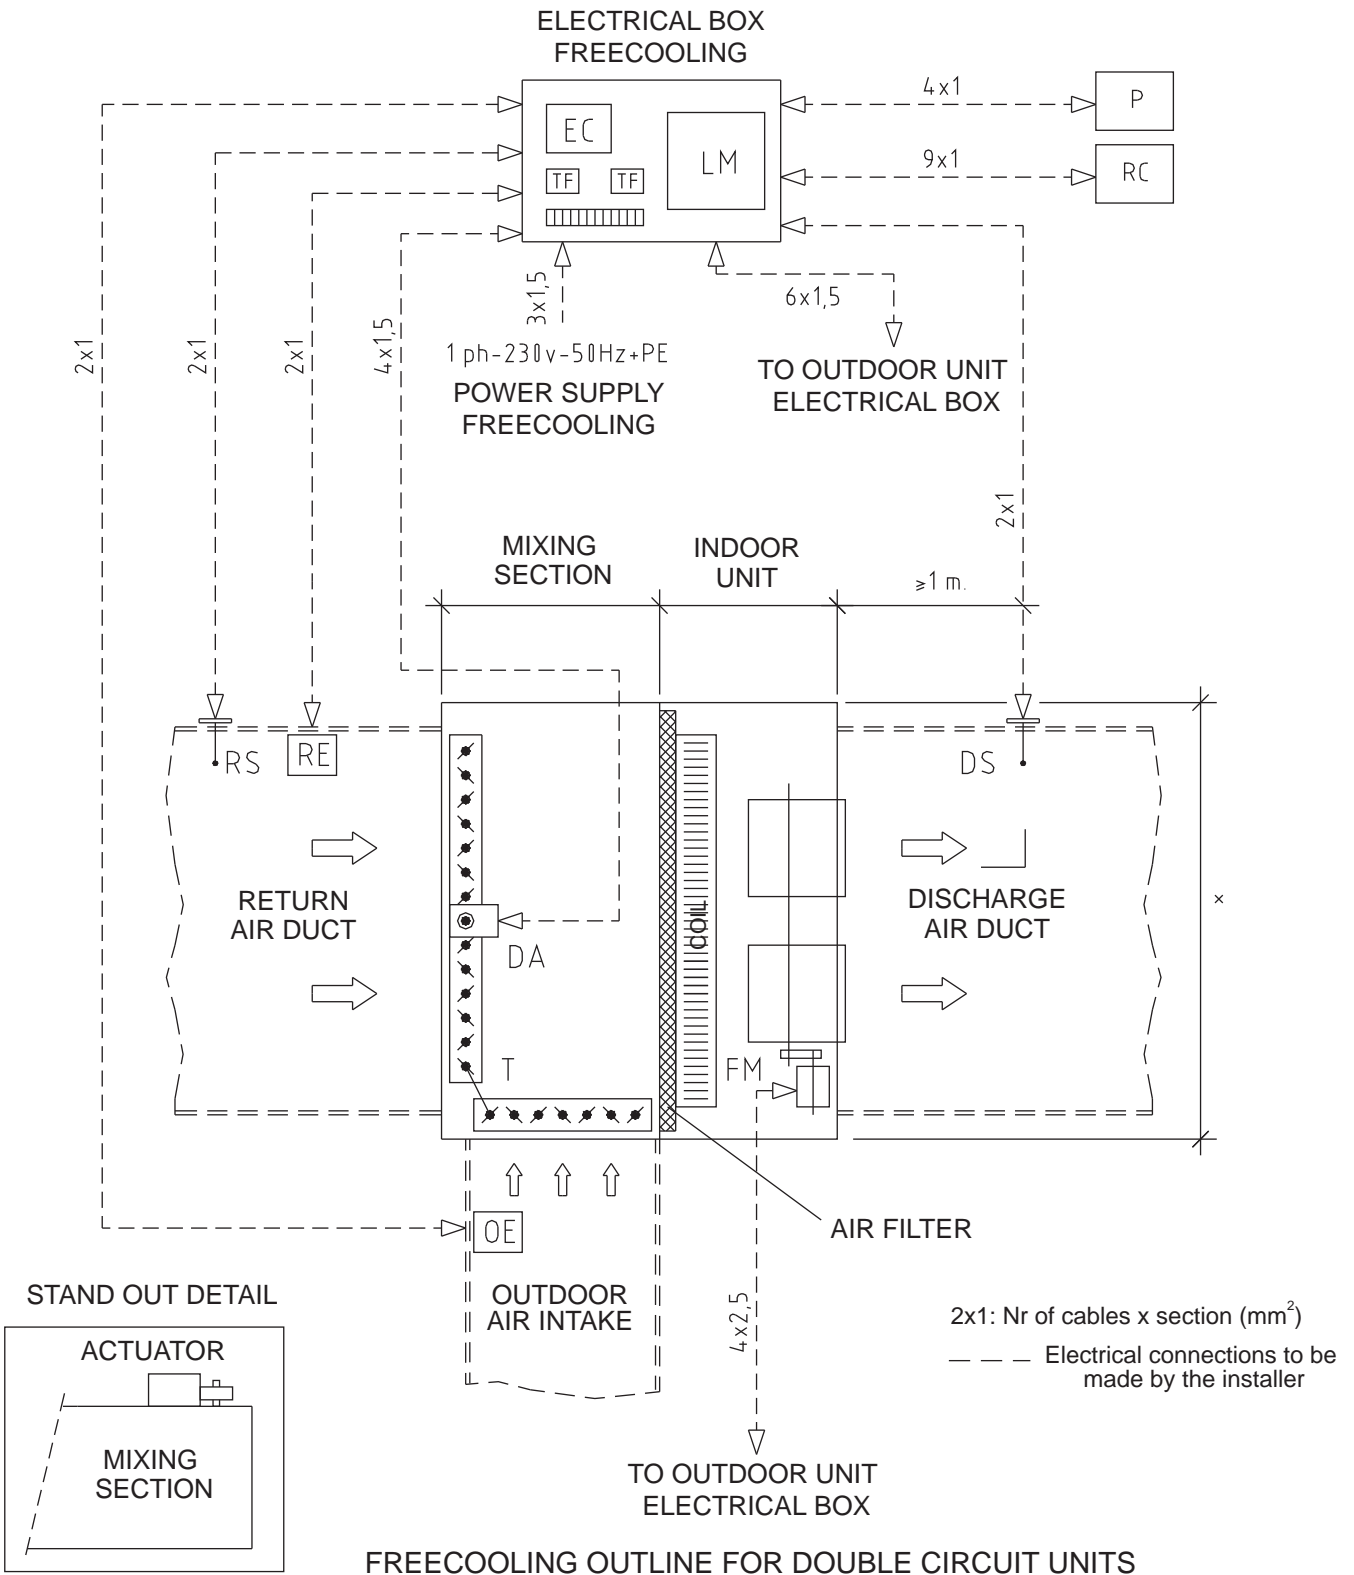 ELECTRICAL BOX
FREECOOLING
EC
LM
TF
TF
4x1
P
9x1
RC
3x1,5
6x1,5
2x1
2x1
2x1
4x1,5
1 ph-230v-50Hz+PE
POWER SUPPLY
FREECOOLING
TO OUTDOOR UNIT
ELECTRICAL BOX
2x1
MIXING
SECTION
INDOOR
UNIT
≥1 m.
RS
RE
DS
RETURN
AIR DUCT
DA
COIL
DISCHARGE
AIR DUCT
x
T
FM
OE
AIR FILTER
OUTDOOR
AIR INTAKE
4x2,5
STAND OUT DETAIL
ACTUATOR
MIXING
SECTION
2x1: Nr of cables x section (mm²)
Electrical connections to be
made by the installer
TO OUTDOOR UNIT
ELECTRICAL BOX
FREECOOLING OUTLINE FOR DOUBLE CIRCUIT UNITS